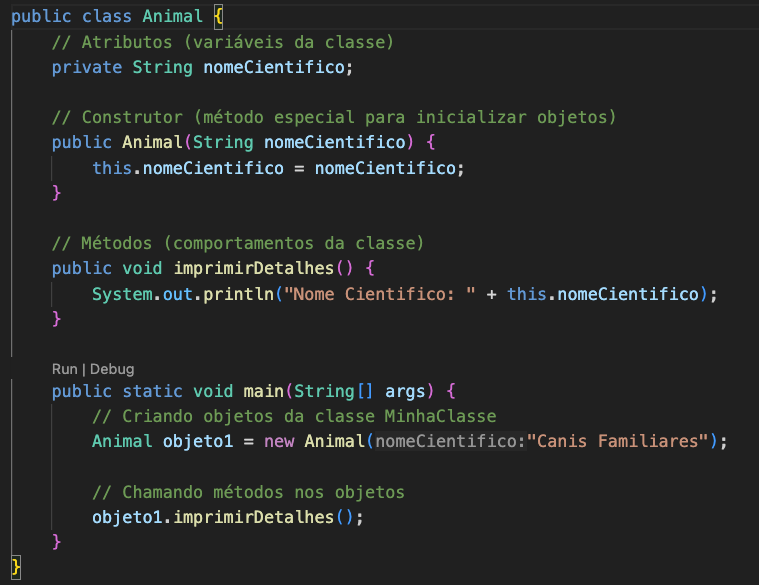 public class Animal {
    // Atributos (variáveis da classe)
    private String nomeCientifico;

    // Construtor (método especial para inicializar objetos)
    public Animal(String nomeCientifico) {
        this.nomeCientifico = nomeCientifico;
    }

    // Métodos (comportamentos da classe)
    public void imprimirDetalhes() {
        System.out.println("Nome Cientifico: " + this.nomeCientifico);
    }

    Run | Debug
    public static void main(String[] args) {
        // Criando objetos da classe MinhaClasse
        Animal objeto1 = new Animal(nomeCientifico:"Canis Familiares");

        // Chamando métodos nos objetos
        objeto1.imprimirDetalhes();
    }
}